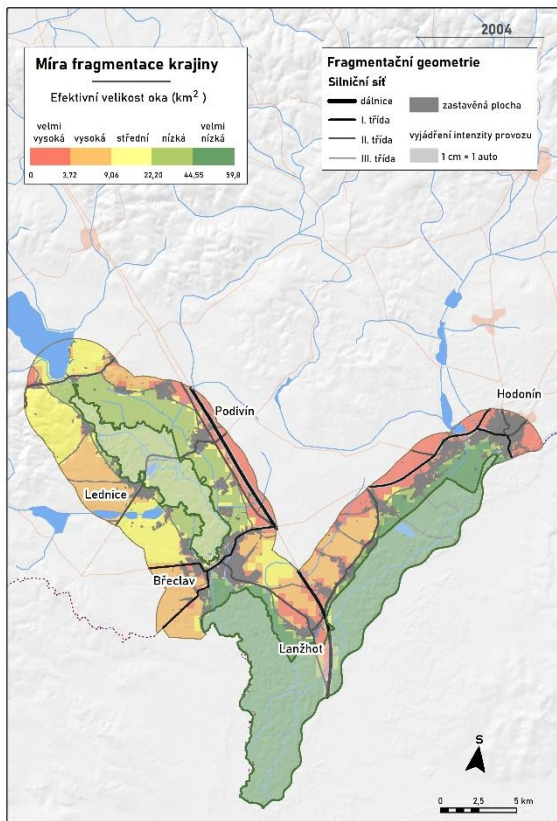 2004
Míra fragmentace krajiny
Efektivní velikost oka (km²)
velmi vysoká vysoká střední nízká velmi nízká
0 3,72 9,06 22,20 44,55 59,8
Fragmentační geometrie
Silniční síť
dálnice
I. třída
II. třída
III. třída
zastavěná plocha
vyjádření intenzity provozu
1 cm = 1 auto
Hodonín
Podivín
Lednice
Břeclav
Lanžhot
S
0 2,5 5 km